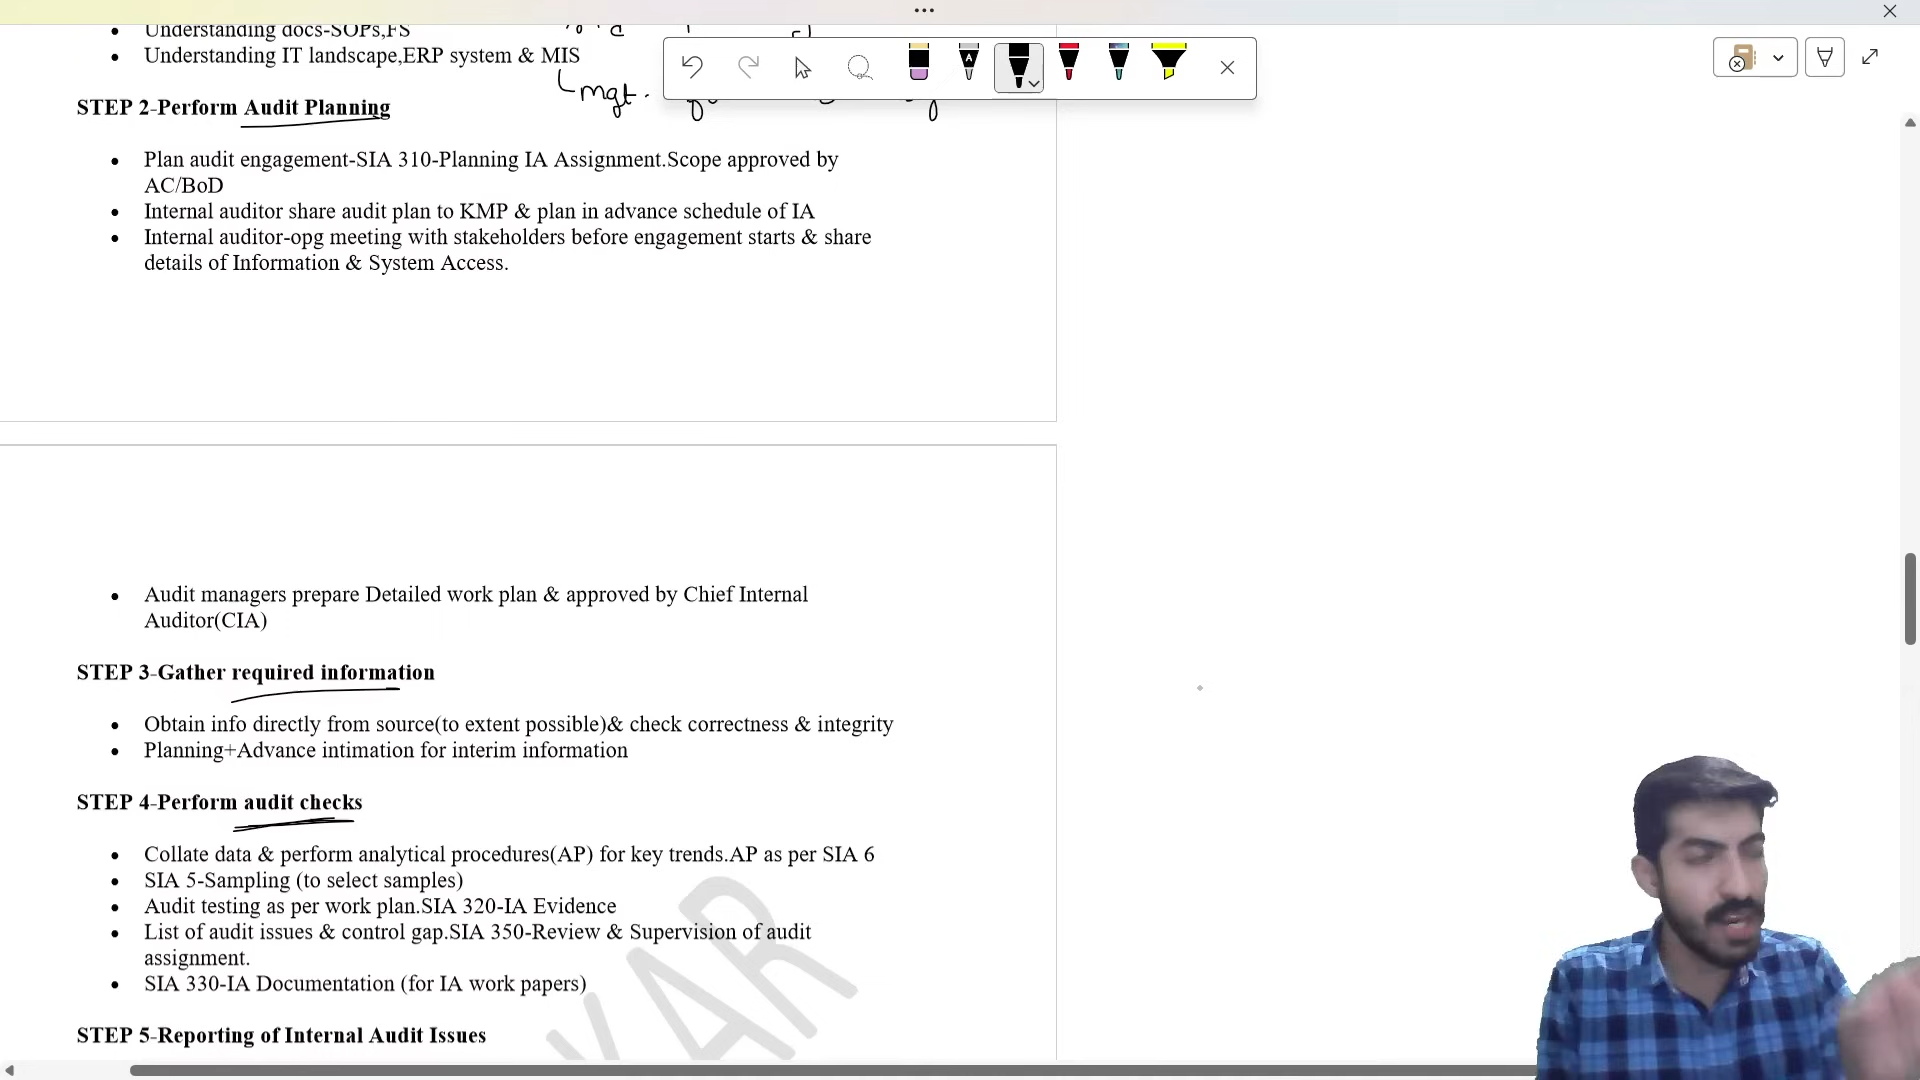 Understanding docs-SOPs,FS
Understanding IT landscape,ERP system & MIS
mgt.
STEP 2-Perform Audit Planning
Plan audit engagement-SIA 310-Planning IA Assignment.Scope approved by
AC/BoD
Internal auditor share audit plan to KMP & plan in advance schedule of IA
Internal auditor-opg meeting with stakeholders before engagement starts & share
details of Information & System Access.
Audit managers prepare Detailed work plan & approved by Chief Internal
Auditor(CIA)
STEP 3-Gather required information
Obtain info directly from source(to extent possible)& check correctness & integrity
Planning+Advance intimation for interim information
STEP 4-Perform audit checks
Collate data & perform analytical procedures(AP) for key trends.AP as per SIA 6
SIA 5-Sampling (to select samples)
Audit testing as per work plan.SIA 320-IA Evidence
List of audit issues & control gap.SIA 350-Review & Supervision of audit
assignment.
SIA 330-IA Documentation (for IA work papers)
STEP 5-Reporting of Internal Audit Issues
KAR